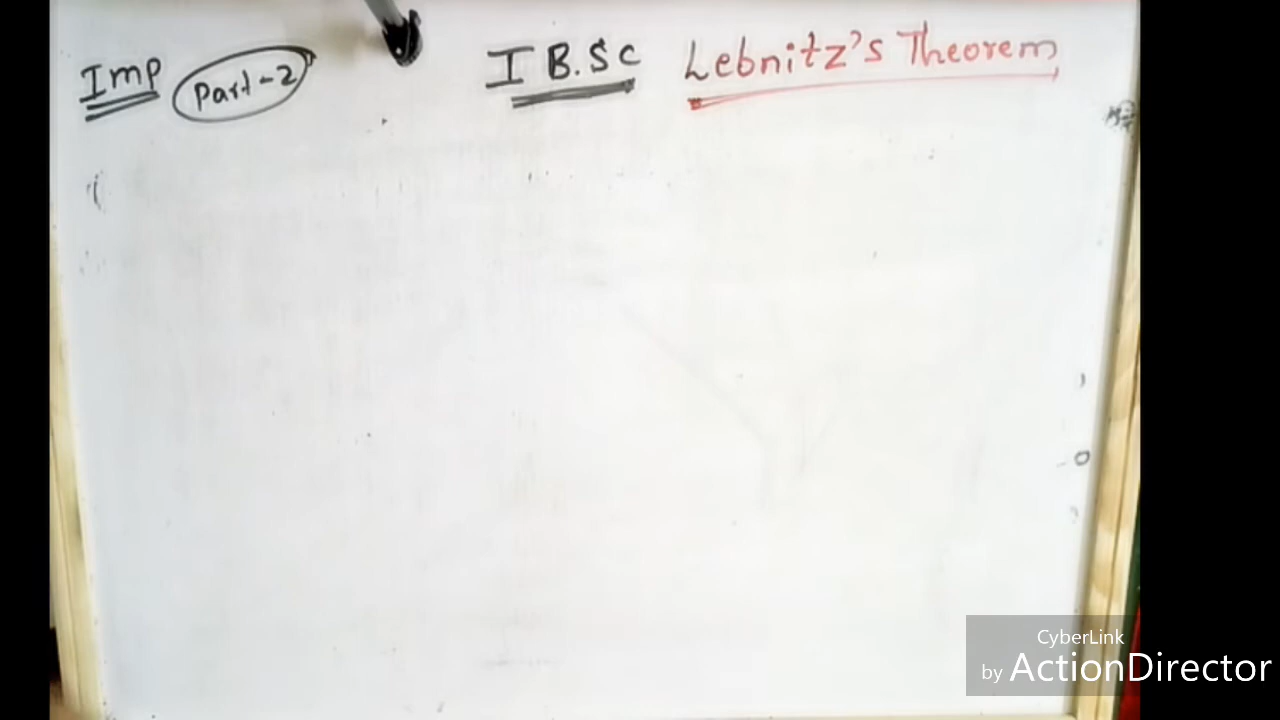 Imp Part-2 I B.Sc Lebnitz's Theorem
CyberLink
by ActionDirector